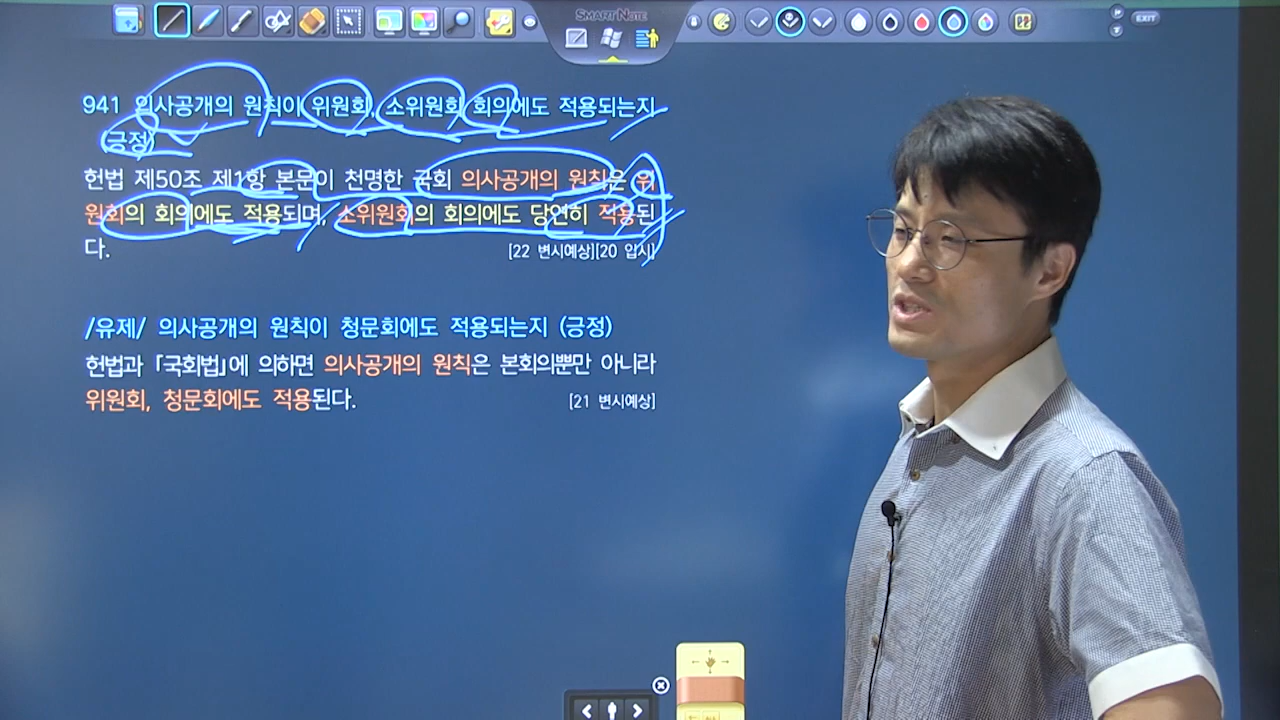 SMARTNOTE
EXIT
941 의사공개의 원칙이 위원회, 소위원회 회의에도 적용되는지
(긍정)
헌법 제50조 제1항 본문이 천명한 국회 의사공개의 원칙은 위
원회의 회의에도 적용되며, 소위원회의 회의에도 당연히 적용된
다. [22 변시예상][20 입시]
/유제/ 의사공개의 원칙이 청문회에도 적용되는지 (긍정)
헌법과 「국회법」에 의하면 의사공개의 원칙은 본회의뿐만 아니라
위원회, 청문회에도 적용된다. [21 변시예상]